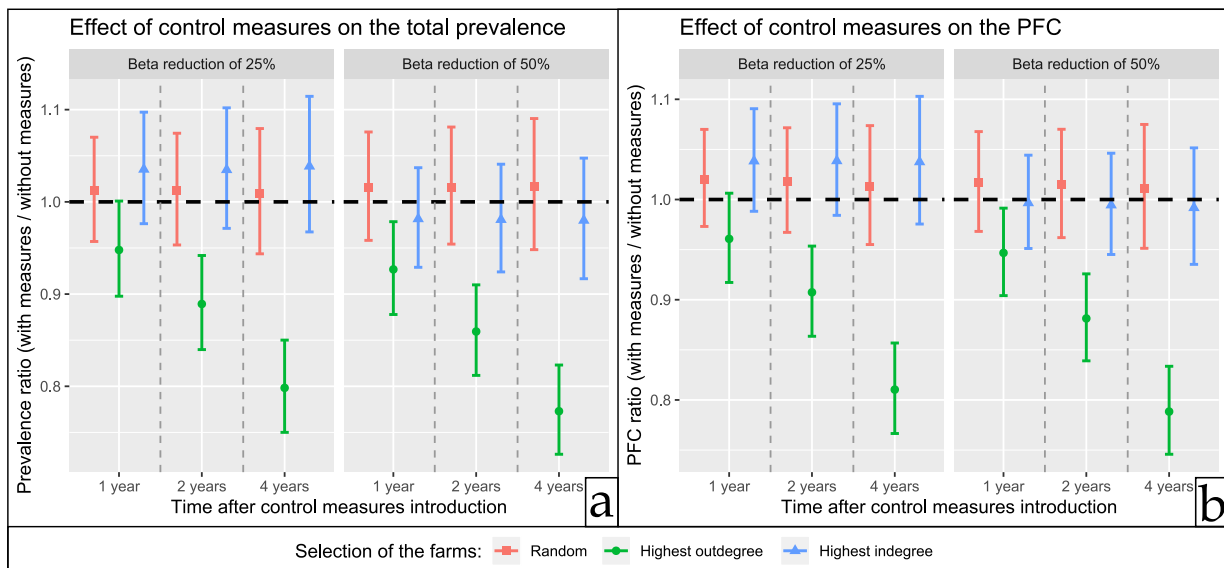 Effect of control measures on the total prevalence
Beta reduction of 25%
Beta reduction of 50%
Prevalence ratio (with measures / without measures)
1.1
1.0
0.9
0.8
1 year
2 years
4 years
1 year
2 years
4 years
Time after control measures introduction
a
Effect of control measures on the PFC
Beta reduction of 25%
Beta reduction of 50%
PFC ratio (with measures / without measures)
1.1
1.0
0.9
0.8
1 year
2 years
4 years
1 year
2 years
4 years
Time after control measures introduction
b
Selection of the farms: Random Highest outdegree Highest indegree